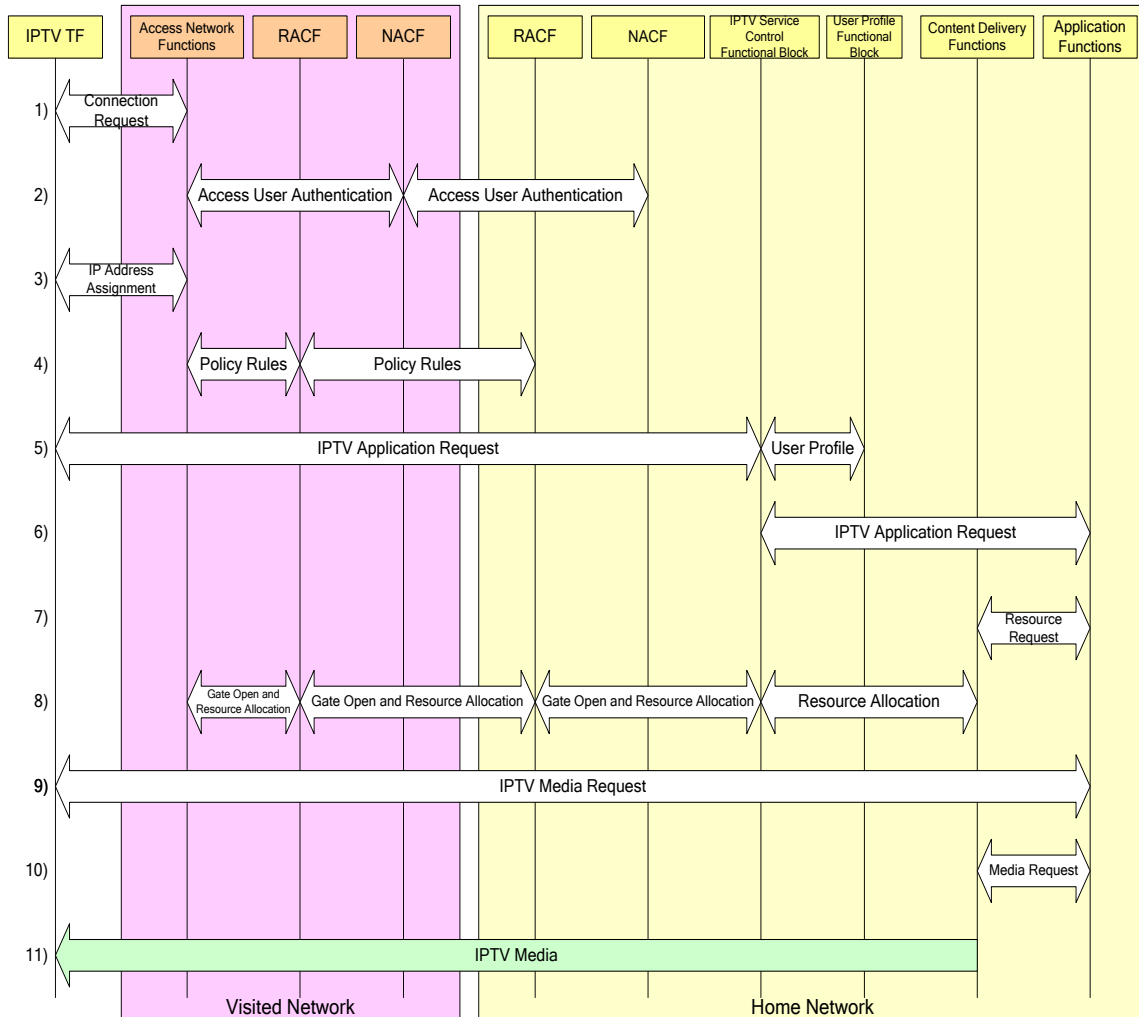 IPTV TF
Access Network
Functions
RACF
NACF
RACF
NACF
IPTV Service
Control
Functional Block
User Profile
Functional
Block
Content Delivery
Functions
Application
Functions
1)
Connection
Request
2)
Access User Authentication
Access User Authentication
3)
IP Address
Assignment
4)
Policy Rules
Policy Rules
5)
IPTV Application Request
User Profile
6)
IPTV Application Request
7)
Resource
Request
8)
Gate Open and
Resource Allocation
Gate Open and Resource Allocation
Gate Open and Resource Allocation
Resource Allocation
9)
IPTV Media Request
10)
Media Request
11)
IPTV Media
Visited Network
Home Network